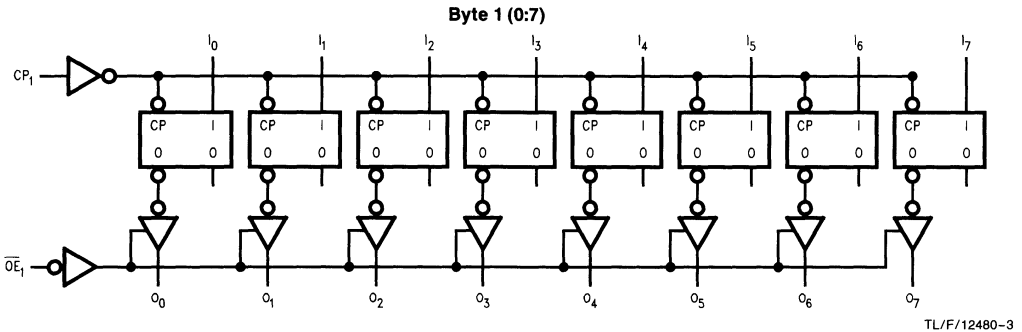 Byte 1 (0:7)
I0 I1 I2 I3 I4 I5 I6 I7
CP1
CP I CP I CP I CP I CP I CP I CP I CP I
O O O O O O O O O O O O O O O O
OE1
O0 O1 O2 O3 O4 O5 O6 O7
TL/F/12480-3